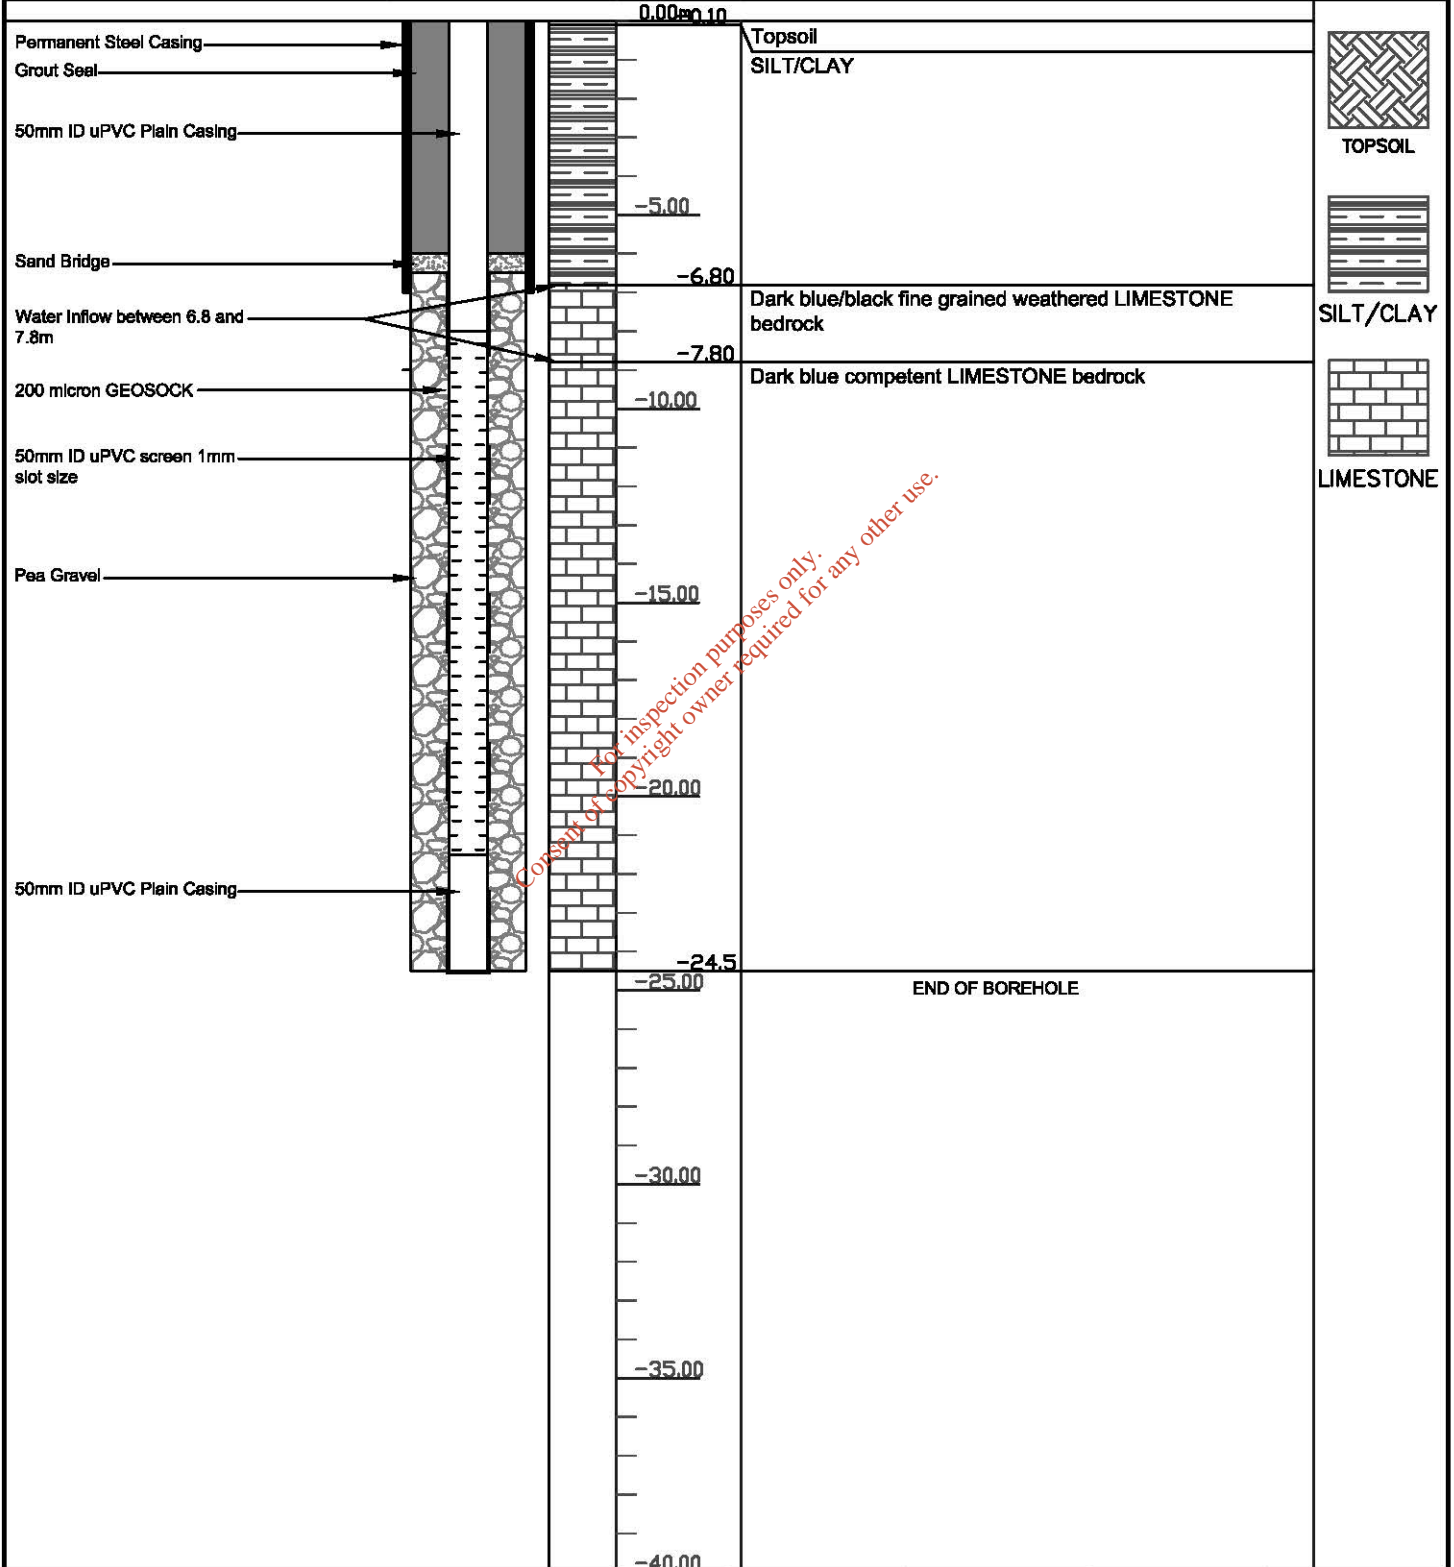 0.00m
-0.10
Permanent Steel Casing
Grout Seal
50mm ID uPVC Plain Casing
Sand Bridge
Water Inflow between 6.8 and
7.8m
200 micron GEOSOCK
50mm ID uPVC screen 1mm
slot size
Pea Gravel
50mm ID uPVC Plain Casing
-5.00
-6.80
-7.80
-10.00
-15.00
-20.00
-24.5
-25.00
-30.00
-35.00
-40.00
Topsoil
SILT/CLAY
Dark blue/black fine grained weathered LIMESTONE
bedrock
Dark blue competent LIMESTONE bedrock
END OF BOREHOLE
For inspection purposes only.
Consent of copyright owner required for any other use.
TOPSOIL
SILT/CLAY
LIMESTONE